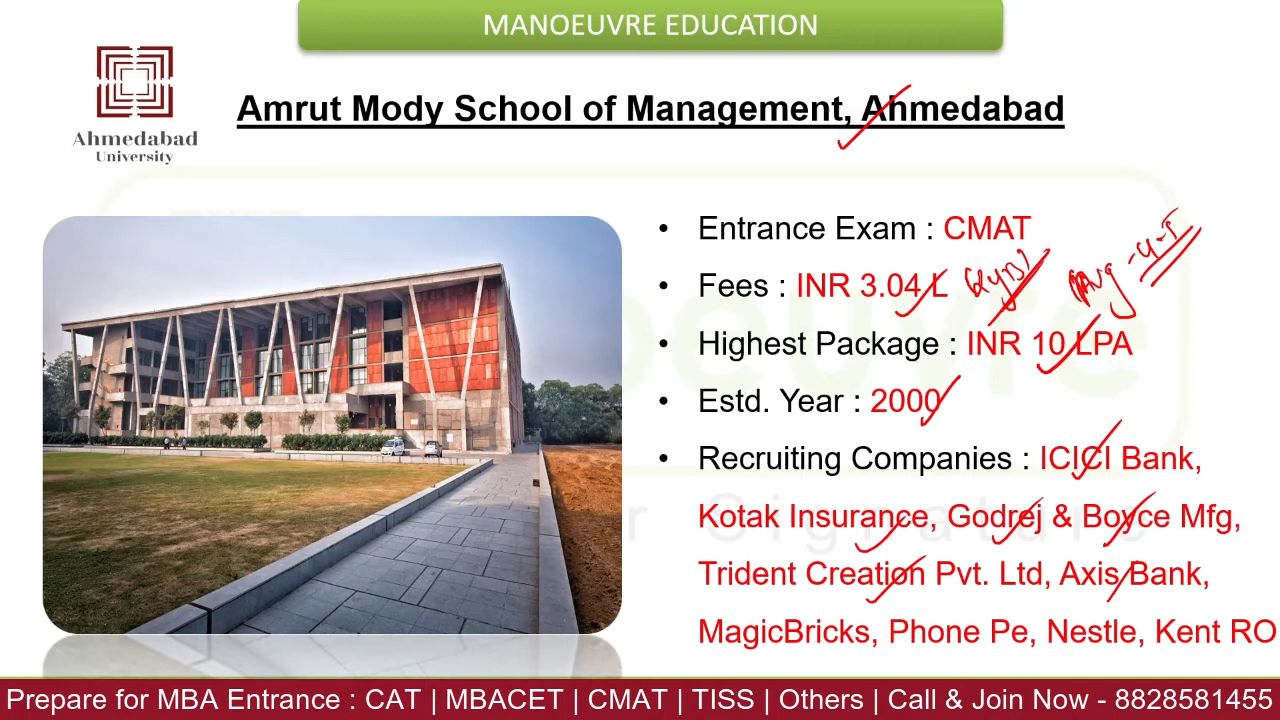 MANOEUVRE EDUCATION
Ahmedabad
University
Amrut Mody School of Management, Ahmedabad
• Entrance Exam : CMAT
• Fees : INR 3.04 L
• Highest Package : INR 10 LPA
• Estd. Year : 2000
• Recruiting Companies : ICICI Bank,
Kotak Insurance, Godrej & Boyce Mfg,
Trident Creation Pvt. Ltd, Axis Bank,
MagicBricks, Phone Pe, Nestle, Kent RO
Prepare for MBA Entrance : CAT | MBACET | CMAT | TISS | Others | Call & Join Now - 8828581455